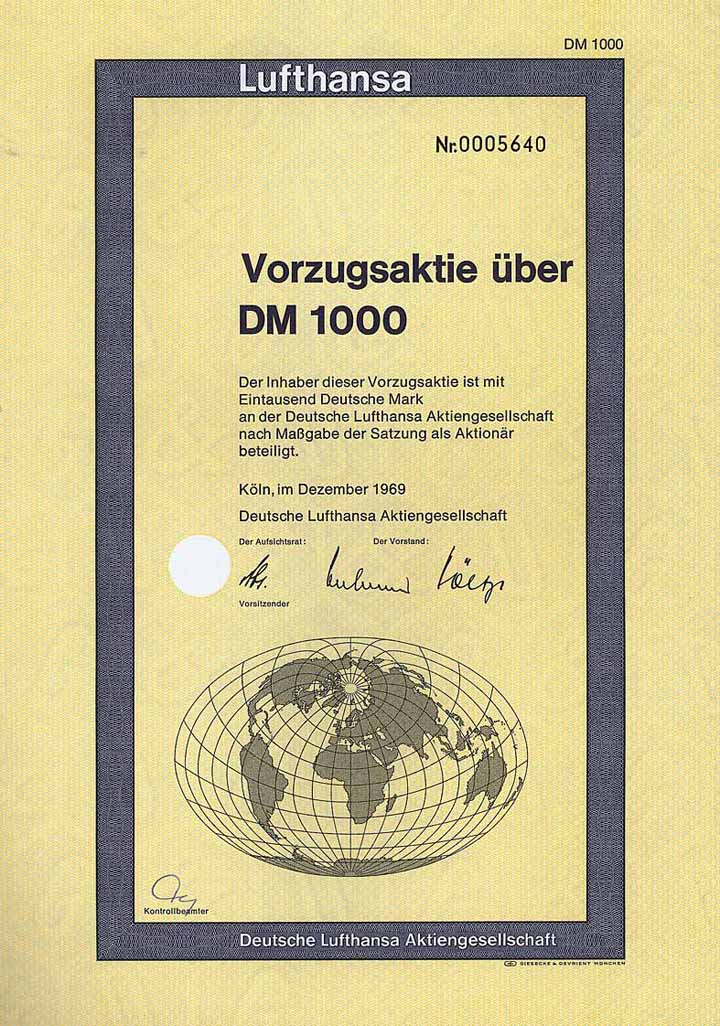 DM 1000
Lufthansa
Nr.0005640
Vorzugsaktie über
DM 1000
Der Inhaber dieser Vorzugsaktie ist mit
Eintausend Deutsche Mark
an der Deutsche Lufthansa Aktiengesellschaft
nach Maßgabe der Satzung als Aktionär
beteiligt.
Köln, im Dezember 1969
Deutsche Lufthansa Aktiengesellschaft
Der Aufsichtsrat: Der Vorstand:
Vorsitzender
Kontrollbeamter
Deutsche Lufthansa Aktiengesellschaft
GIESECKE & DEVRIENT MÜNCHEN